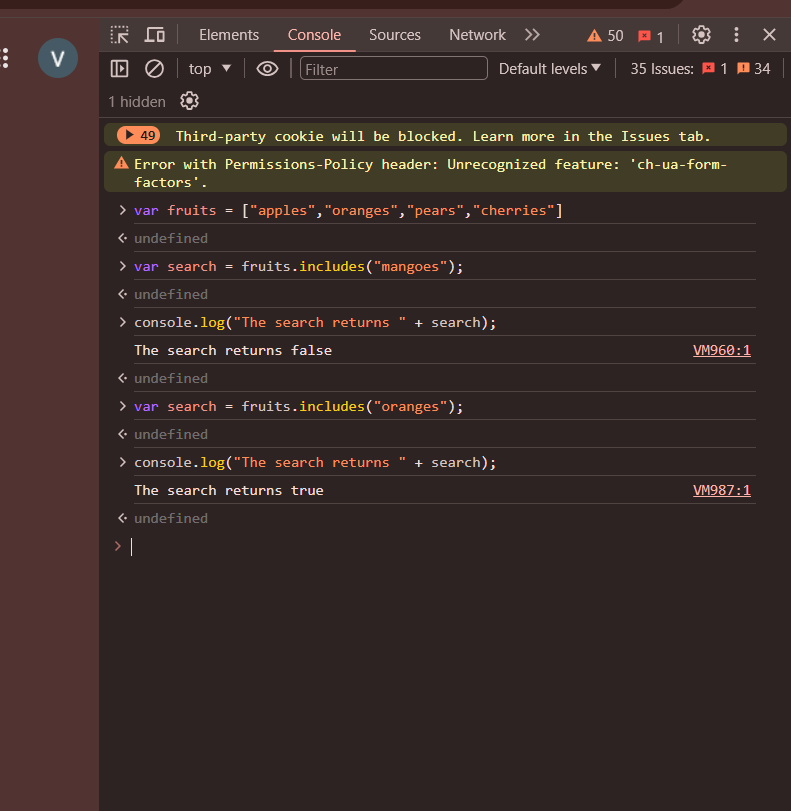 V
Elements Console Sources Network 50 1
top Filter Default levels 35 Issues: 1 34
1 hidden
49 Third-party cookie will be blocked. Learn more in the Issues tab.
Error with Permissions-Policy header: Unrecognized feature: 'ch-ua-form-
factors'.
> var fruits = ["apples","oranges","pears","cherries"]
undefined
> var search = fruits.includes("mangoes");
undefined
> console.log("The search returns " + search);
The search returns false VM960:1
undefined
> var search = fruits.includes("oranges");
undefined
> console.log("The search returns " + search);
The search returns true VM987:1
undefined
>